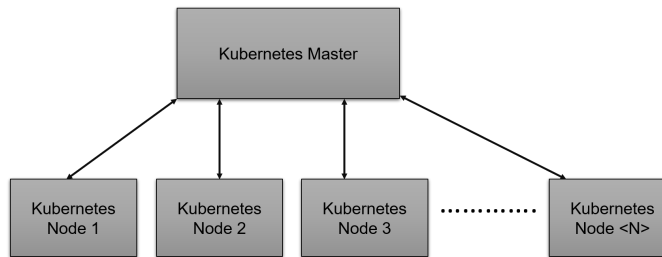 Kubernetes Master
Kubernetes
Node 1
Kubernetes
Node 2
Kubernetes
Node 3
Kubernetes
Node <N>